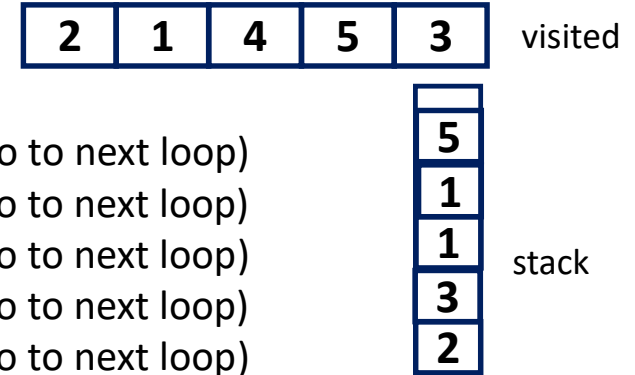 2 1 4 5 3 visited
5
o to next loop)
1
o to next loop)
1
o to next loop)
stack
3
o to next loop)
2
o to next loop)